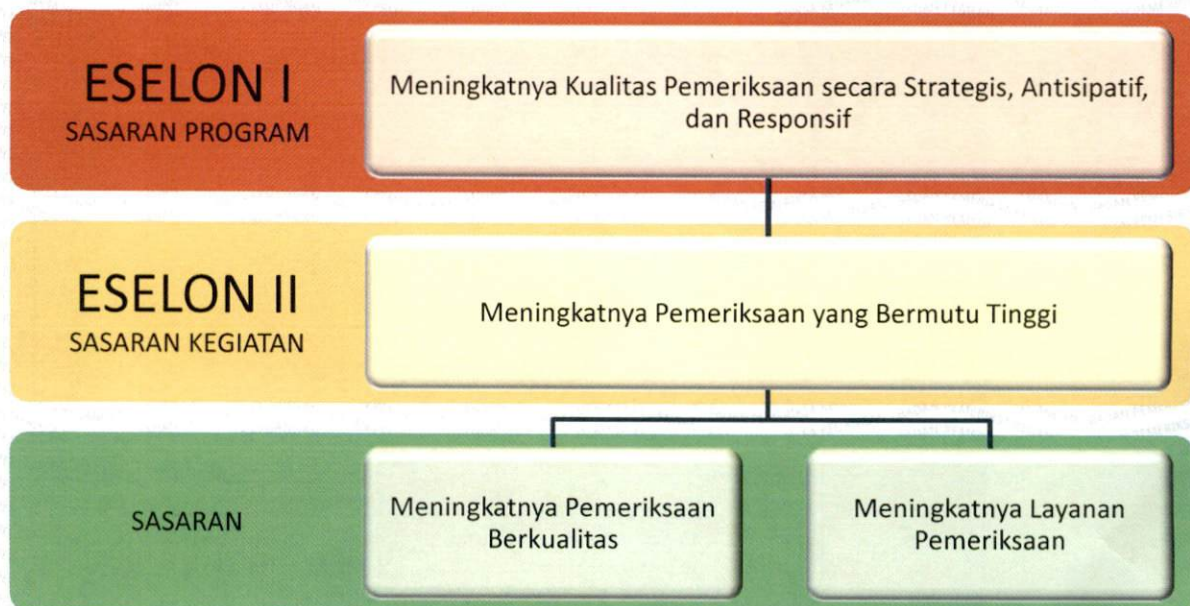 ESELON I
SASARAN PROGRAM
Meningkatnya Kualitas Pemeriksaan secara Strategis, Antisipatif,
dan Responsif
ESELON II
SASARAN KEGIATAN
Meningkatnya Pemeriksaan yang Bermutu Tinggi
SASARAN
Meningkatnya Pemeriksaan
Berkualitas
Meningkatnya Layanan
Pemeriksaan